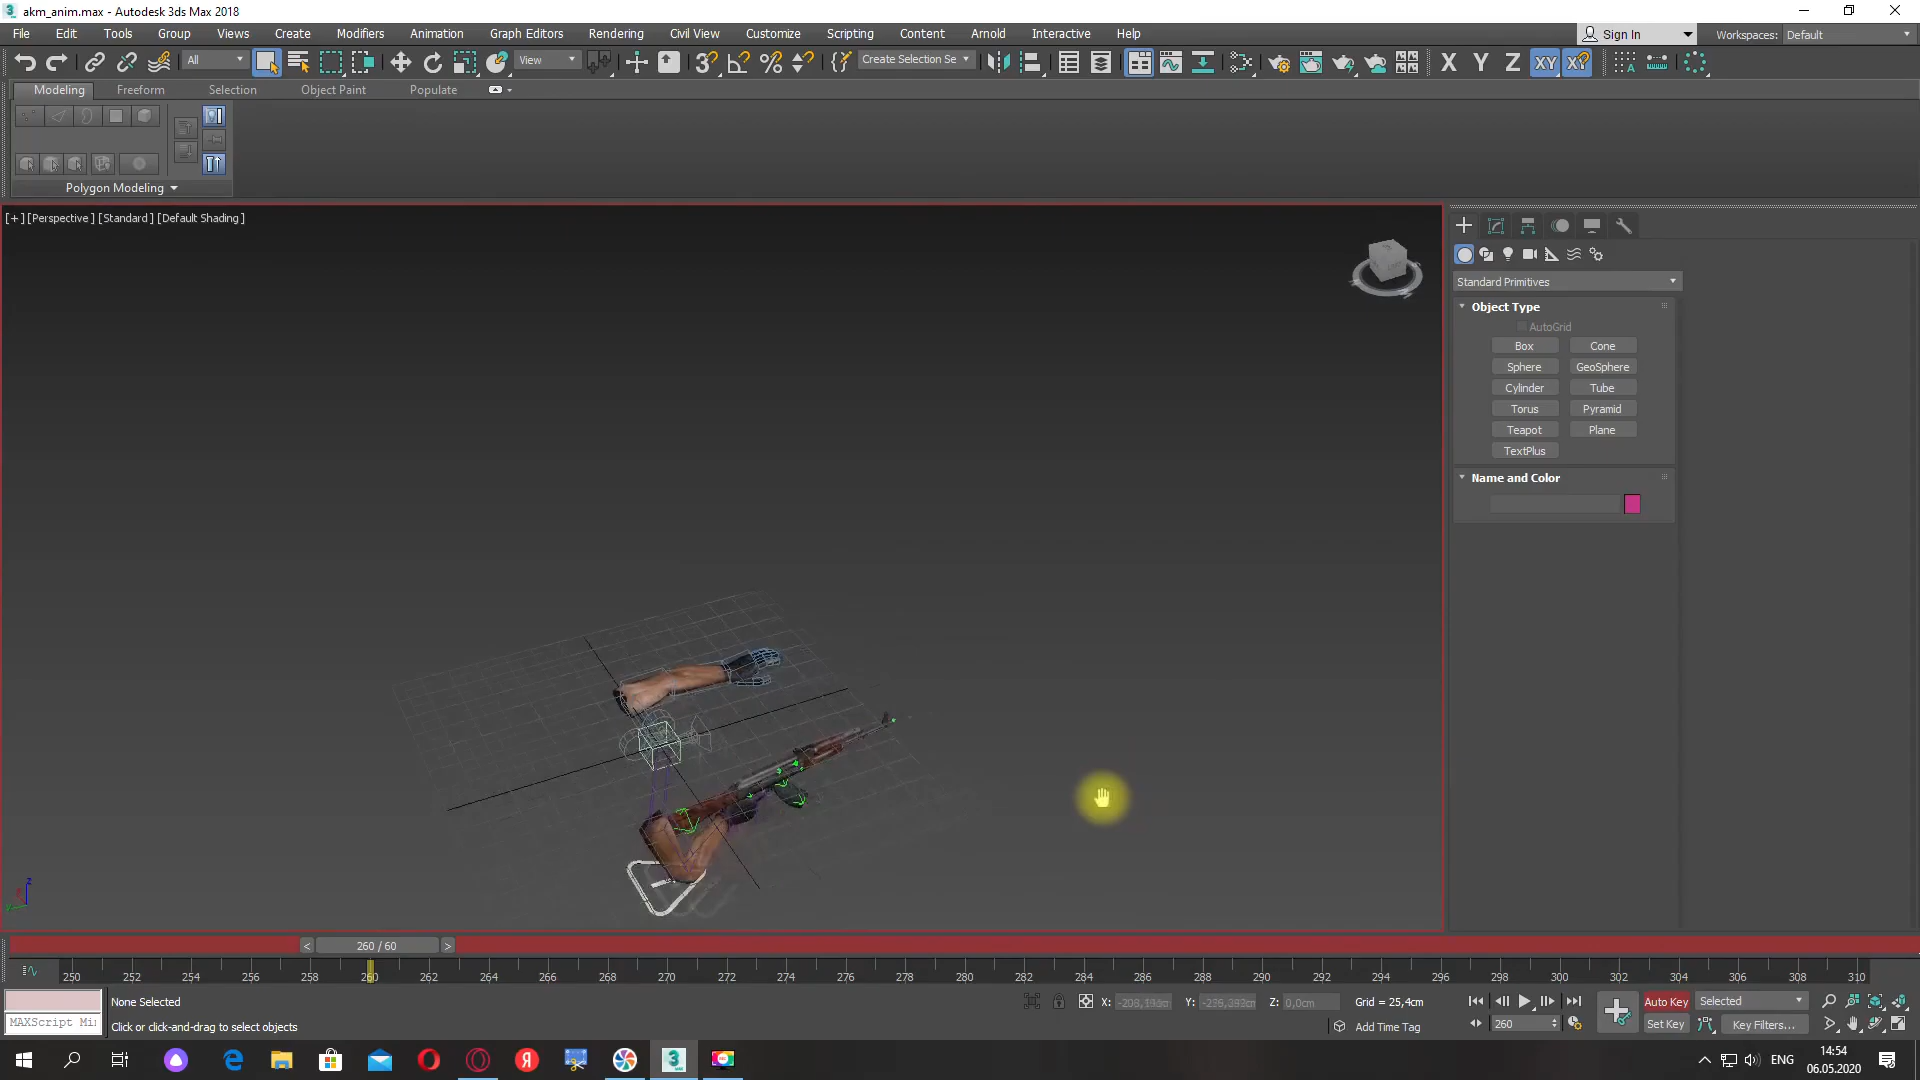 akm_anim.max - Autodesk 3ds Max 2018
File Edit Tools Group Views Create Modifiers Animation Graph Editors Rendering Civil View Customize Scripting Content Arnold Interactive Help
Sign In
Workspaces: Default
All
View
Create Selection Se
X Y Z XY XY
Modeling Freeform Selection Object Paint Populate
Polygon Modeling
[+] [Perspective] [Standard] [Default Shading]
Standard Primitives
Object Type
AutoGrid
Box Cone
Sphere GeoSphere
Cylinder Tube
Torus Pyramid
Teapot Plane
TextPlus
Name and Color
< 260 / 60 >
250 252 254 256 258 260 262 264 266 268 270 272 274 276 278 280 282 284 286 288 290 292 294 296 298 300 302 304 306 308 310
None Selected
X: Y: Z: 0,0cm Grid = 25,4cm
Auto Key Selected
MAXScript Mi
Click or click-and-drag to select objects
Add Time Tag
260
Set Key Key Filters...
ENG
14:54
06.05.2020